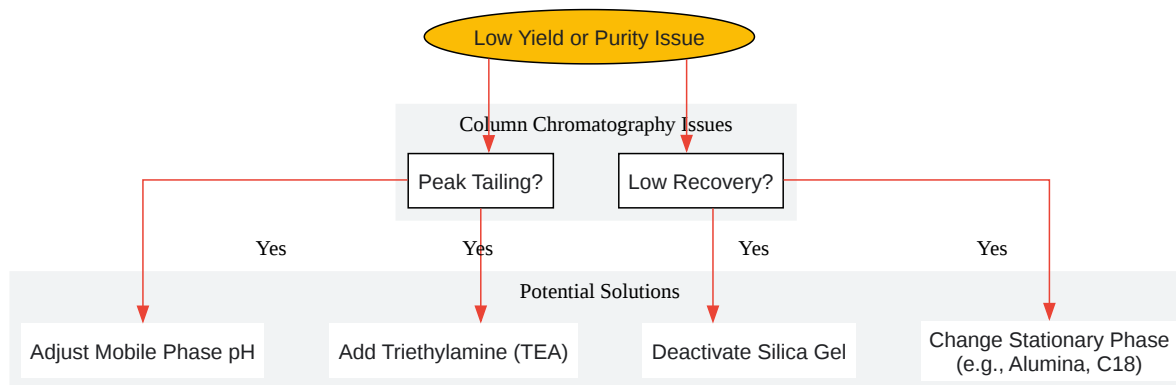 Low Yield or Purity Issue
Column Chromatography Issues
Peak Tailing?
Low Recovery?
Yes
Yes
Yes
Yes
Potential Solutions
Adjust Mobile Phase pH
Add Triethylamine (TEA)
Deactivate Silica Gel
Change Stationary Phase
(e.g., Alumina, C18)